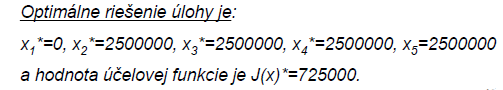 Optimálne riešenie úlohy je:
x1*=0, x2*=2500000, x3*=2500000, x4*=2500000, x5=2500000
a hodnota účelovej funkcie je J(x)*=725000.